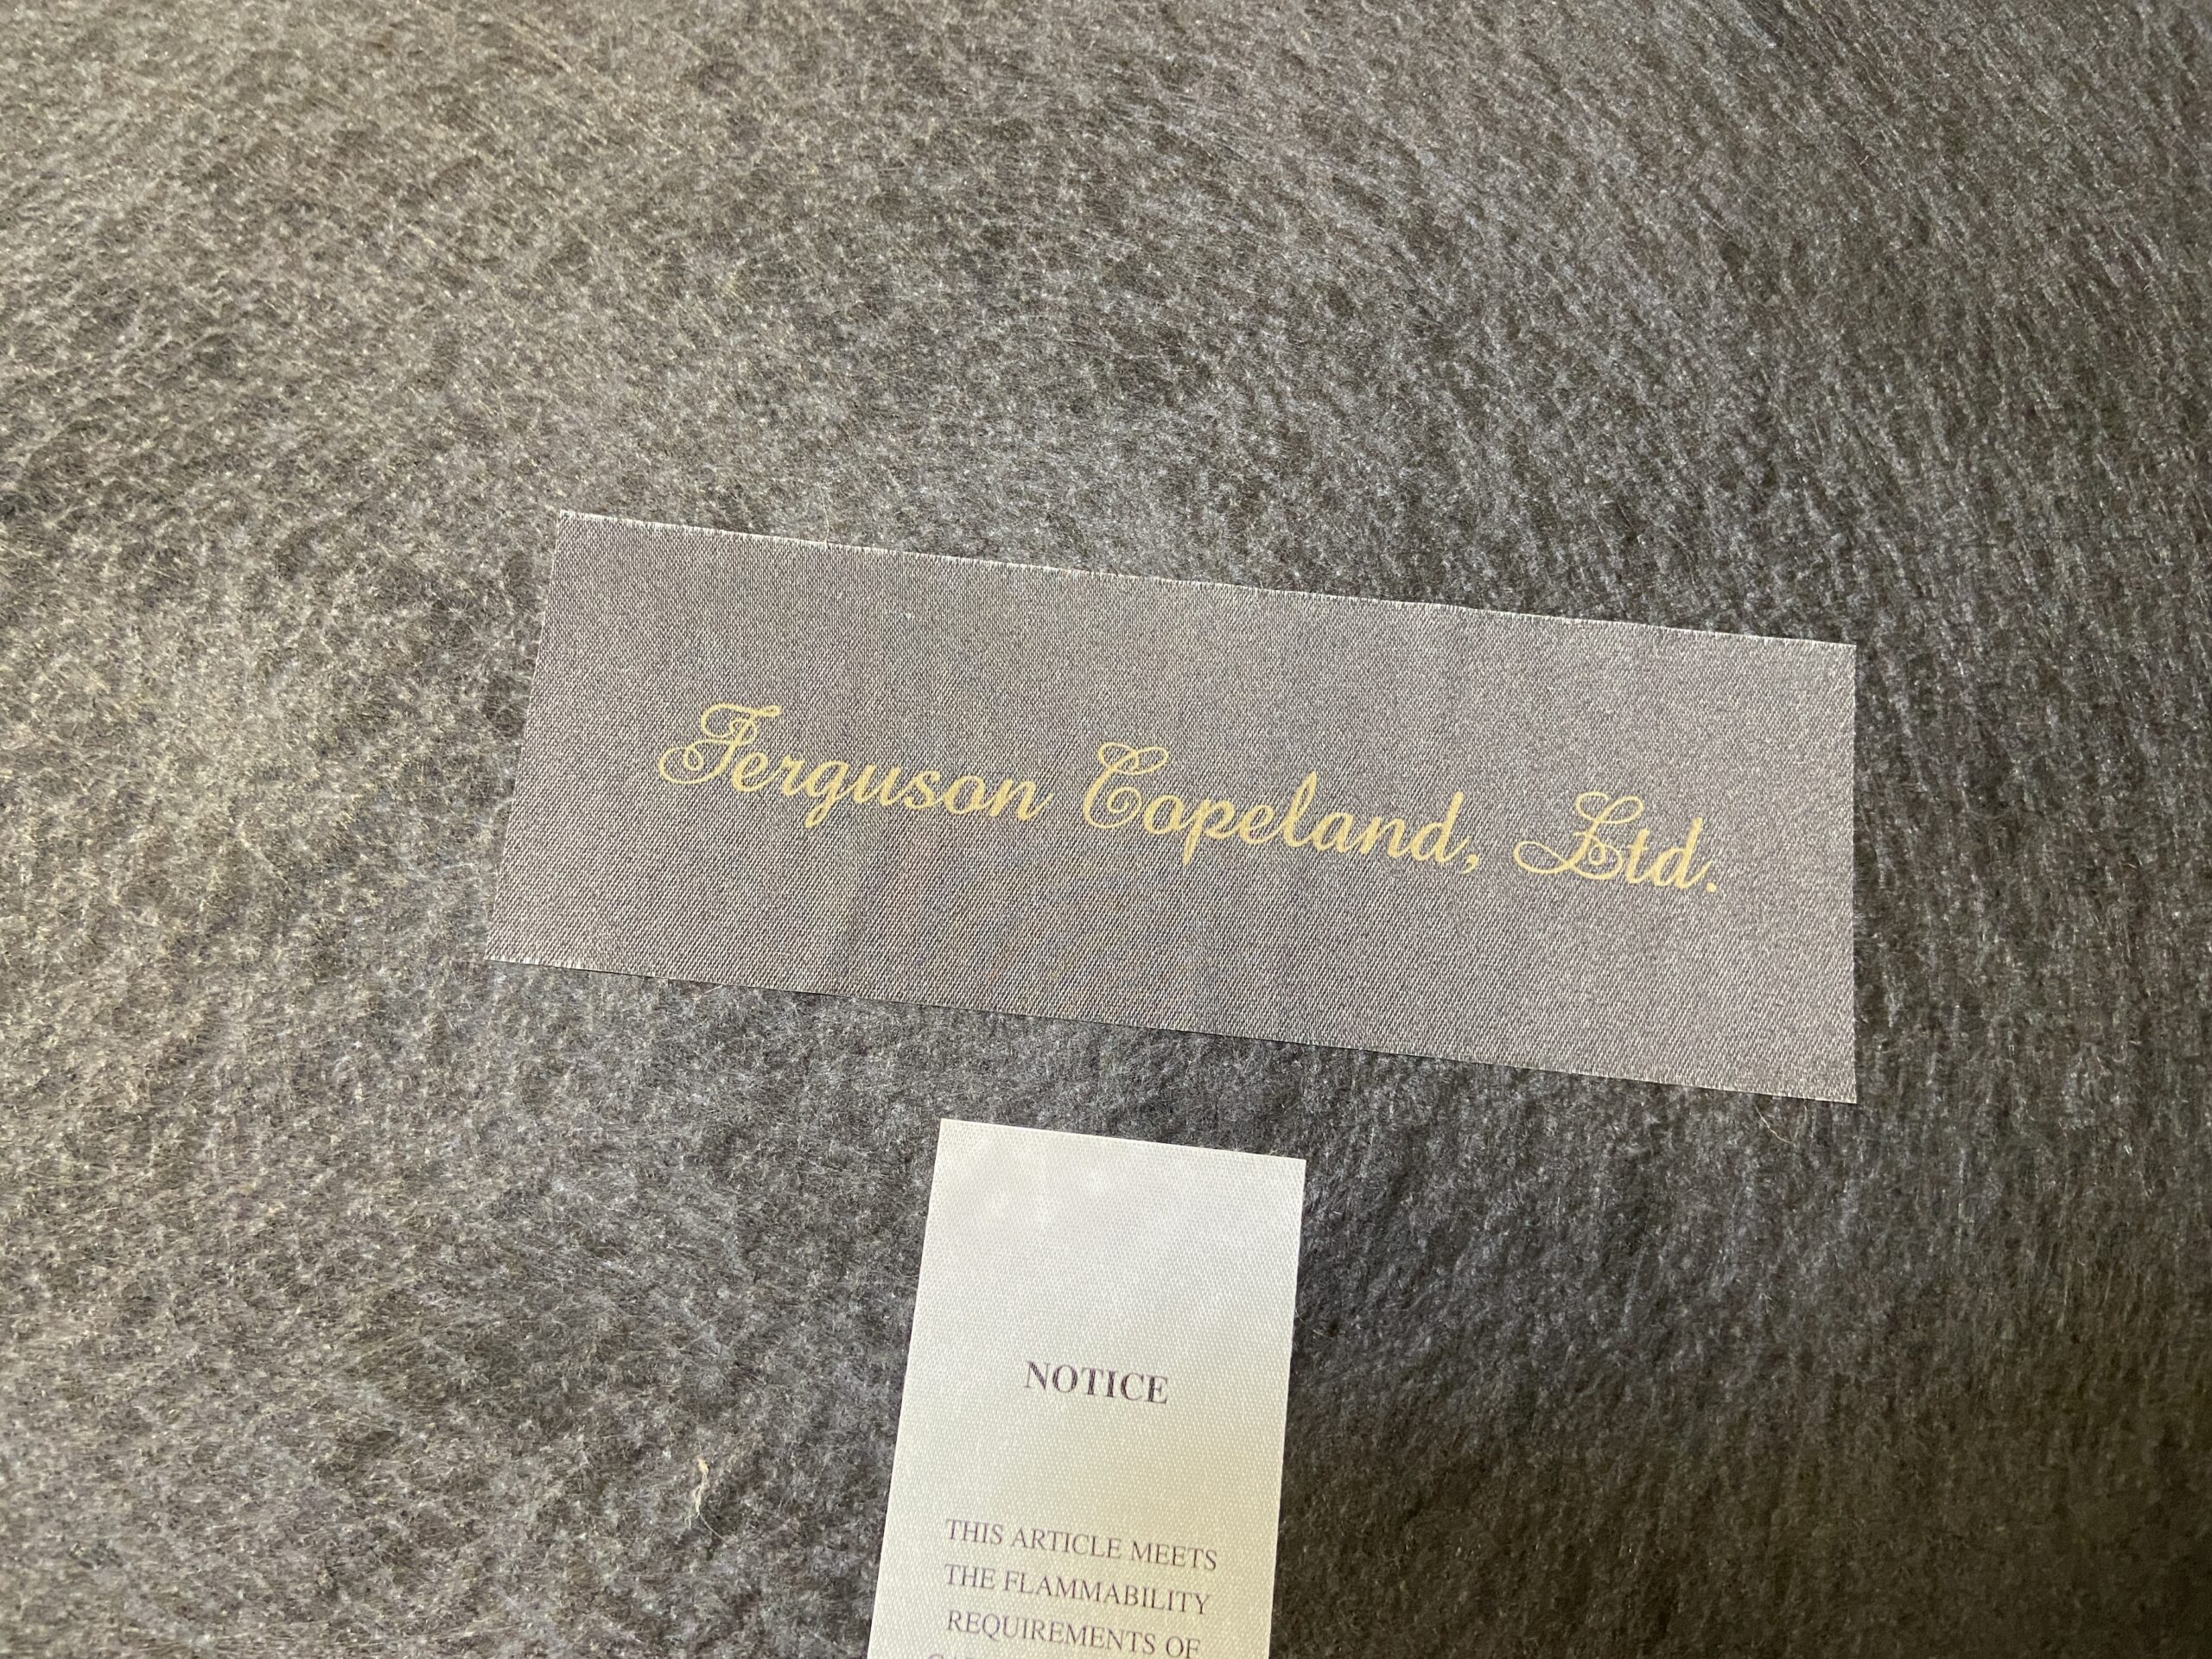 Ferguson Copeland, Ltd.
NOTICE
THIS ARTICLE MEETS
THE FLAMMABILITY
REQUIREMENTS OF